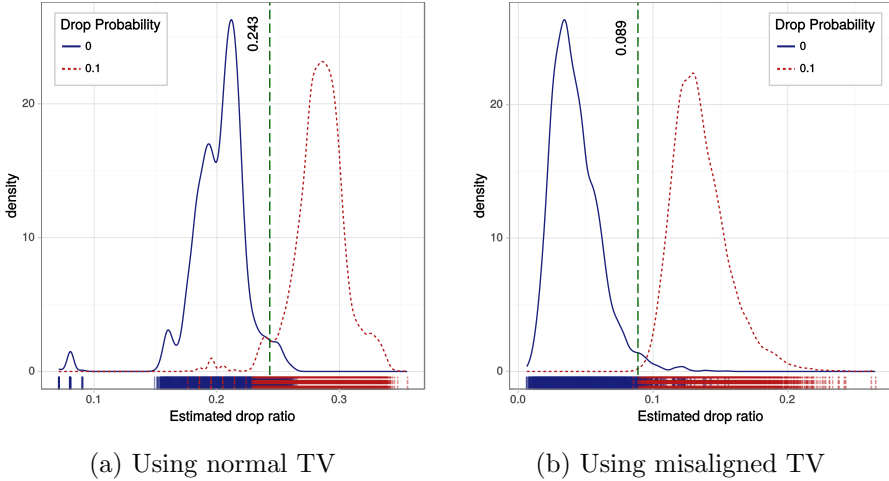 Drop Probability
0
0.1
0.243
density
20
10
0
0.1
0.2
0.3
Estimated drop ratio
(a) Using normal TV
Drop Probability
0
0.1
0.089
density
20
10
0
0.0
0.1
0.2
Estimated drop ratio
(b) Using misaligned TV